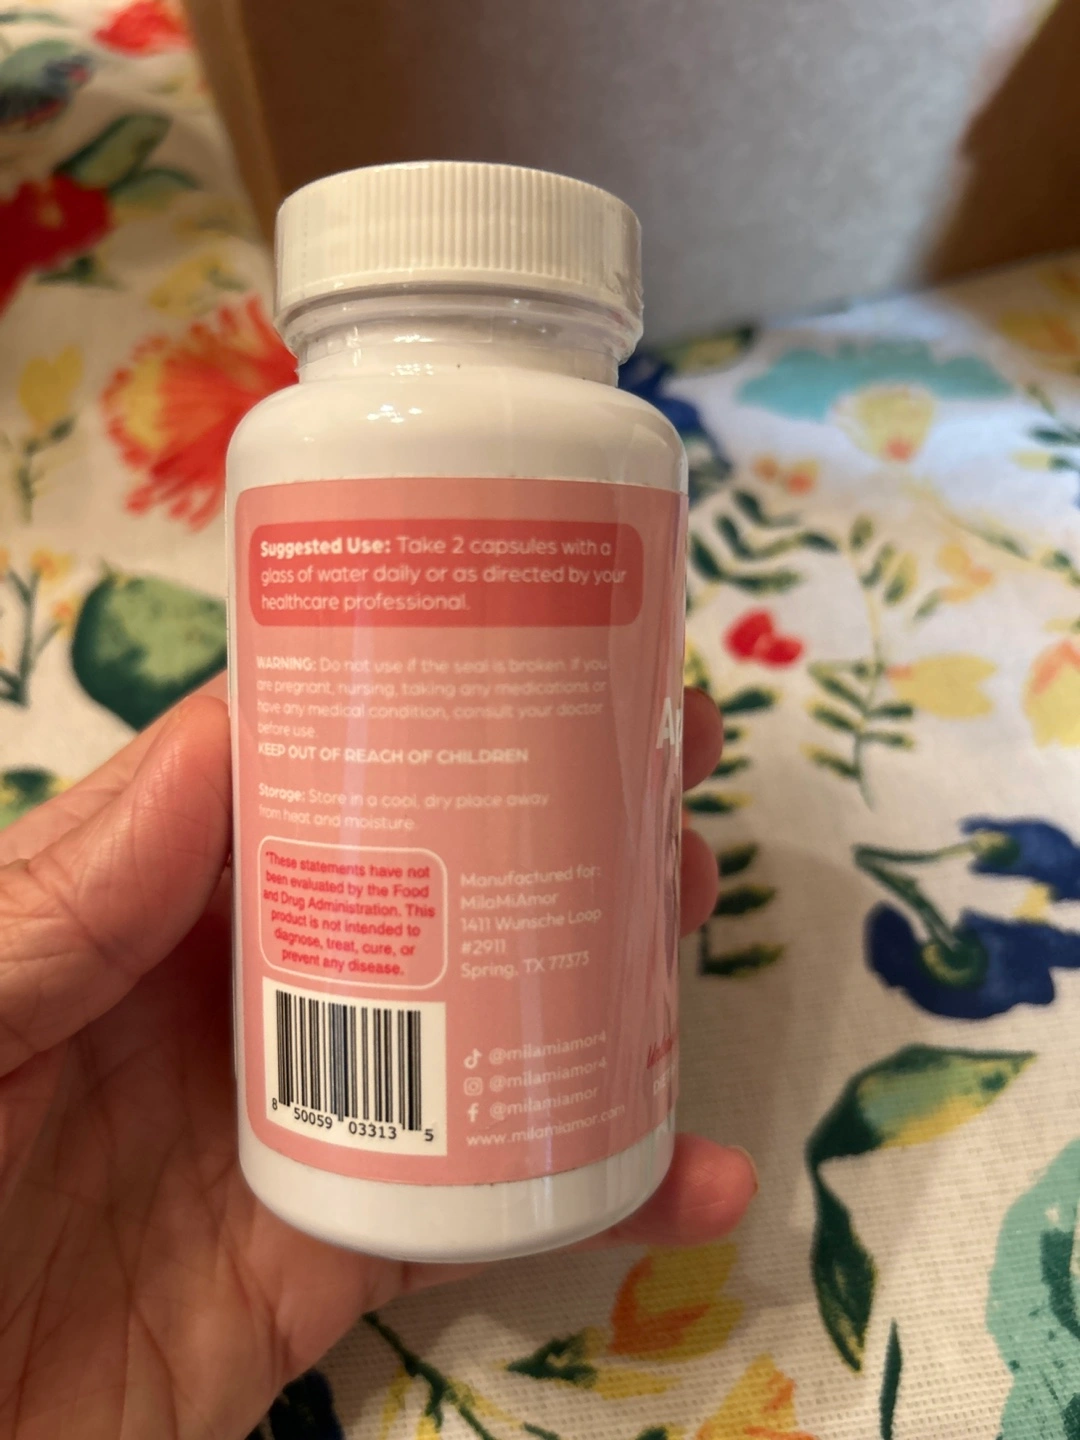 Suggested Use: Take 2 capsules with a
glass of water daily or as directed by your
healthcare professional.
WARNING: Do not use if the seal is broken. If you
are pregnant, nursing, taking any medications or
have any medical condition, consult your doctor
before use.
KEEP OUT OF REACH OF CHILDREN
Storage: Store in a cool, dry place away
from heat and moisture.
*These statements have not
been evaluated by the Food
and Drug Administration. This
product is not intended to
diagnose, treat, cure, or
prevent any disease.
Manufactured for:
MilaMiAmor
1411 Wunsche Loop
#2911
Spring, TX 77373
@milamiamor4
@milamiamor4
@milamiamor
www.milamiamor.com
8 50059 03313 5
Ap